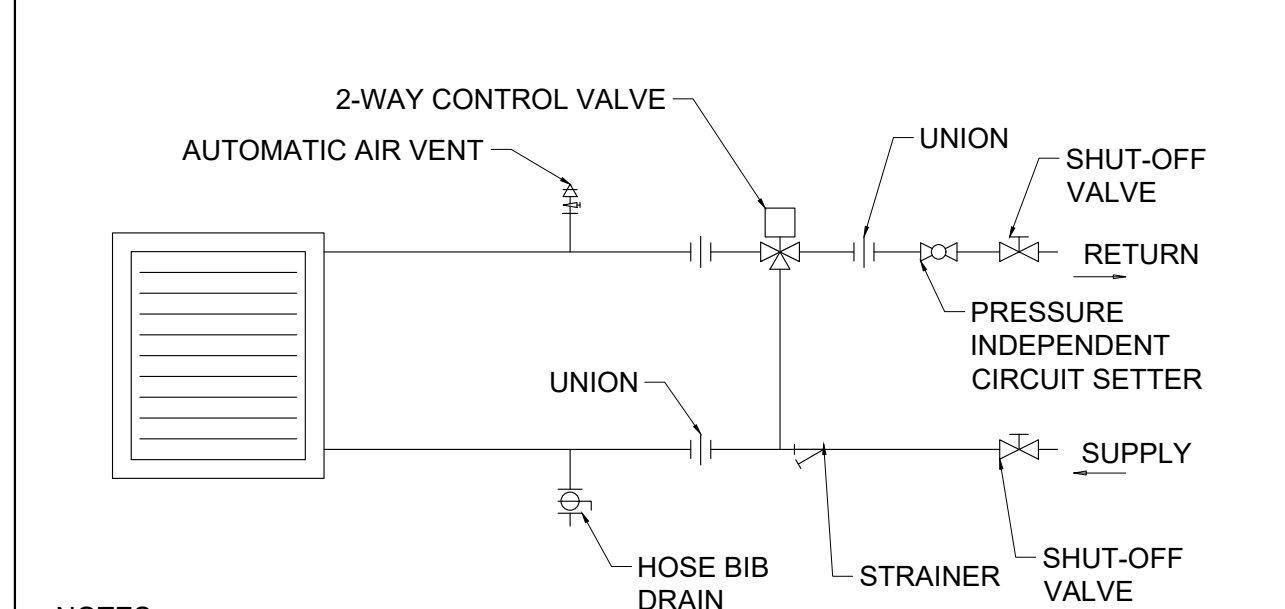 2-WAY CONTROL VALVE
AUTOMATIC AIR VENT
UNION
SHUT-OFF
VALVE
RETURN
PRESSURE
INDEPENDENT
CIRCUIT SETTER
UNION
SUPPLY
HOSE BIB
DRAIN
STRAINER
SHUT-OFF
VALVE
NOTES